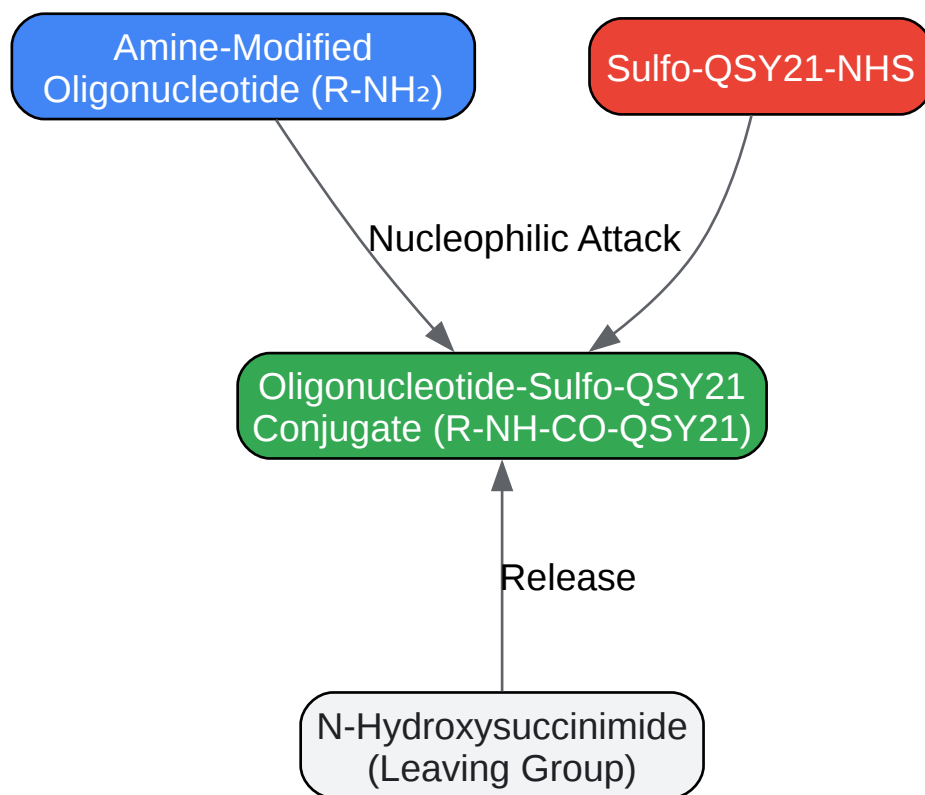 Amine-Modified
Oligonucleotide (R-NH₂)
Sulfo-QSY21-NHS
Nucleophilic Attack
Oligonucleotide-Sulfo-QSY21
Conjugate (R-NH-CO-QSY21)
Release
N-Hydroxysuccinimide
(Leaving Group)